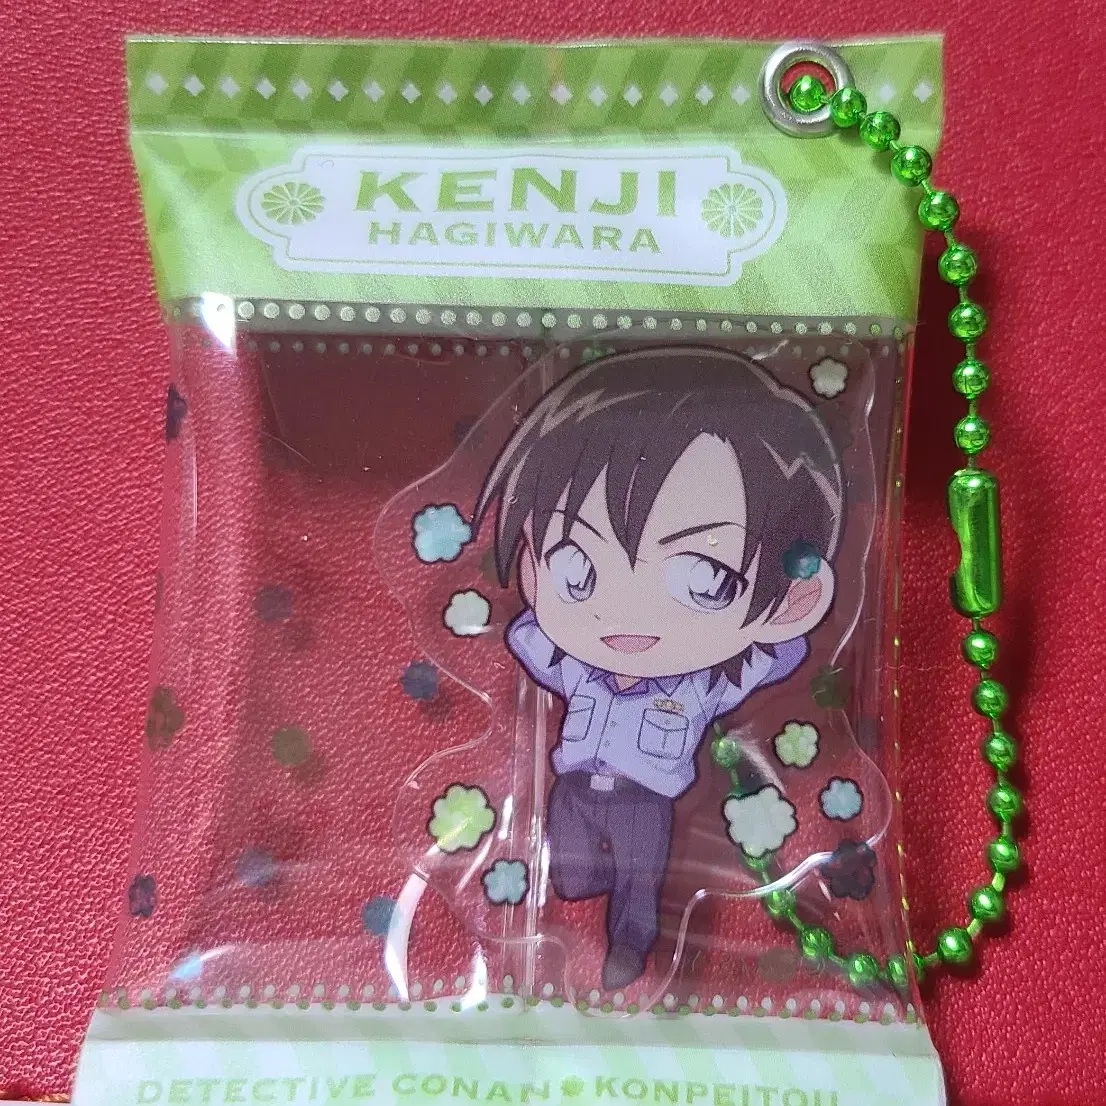 KENJI
HAGIWARA
DETECTIVE CONAN KONPEITOU